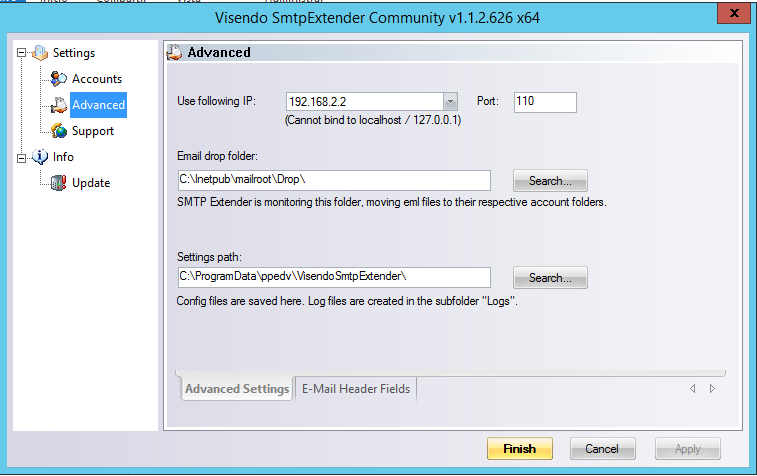 Visendo SmtpExtender Community v1.1.2.626 x64
Settings
Accounts
Advanced
Support
Info
Update
Advanced
Use following IP: 192.168.2.2 Port: 110
(Cannot bind to localhost / 127.0.0.1)
Email drop folder:
C:\Inetpub\mailroot\Drop\ Search...
SMTP Extender is monitoring this folder, moving eml files to their respective account folders.
Settings path:
C:\ProgramData\ppedv\VisendoSmtpExtender\ Search...
Config files are saved here. Log files are created in the subfolder "Logs".
Advanced Settings E-Mail Header Fields
Finish Cancel Apply